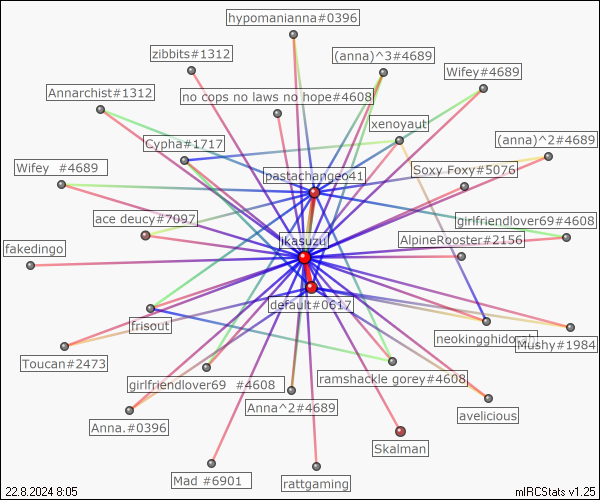 hypomanianna#0396
zibbits#1312
(anna)^3#4689
Wifey#4689
Annarchist#1312
no cops no laws no hope#4608
xenoyaut
Cypha#1717
(anna)^2#4689
Wifey #4689
pastachangeo41
Soxy Foxy#5076
ace deucy#7097
girlfriendlover69#4608
jikasuzu
AlpineRooster#2156
fakedingo
default#0617
frisout
Mushy#1984
Toucan#2473
girlfriendlover69 #4608
ramshackle gorey#4608
Anna^2#4689
avelicious
Anna.#0396
Skalman
Mad #6901
rattgaming
22.8.2024 8:05
mIRCStats v1.25